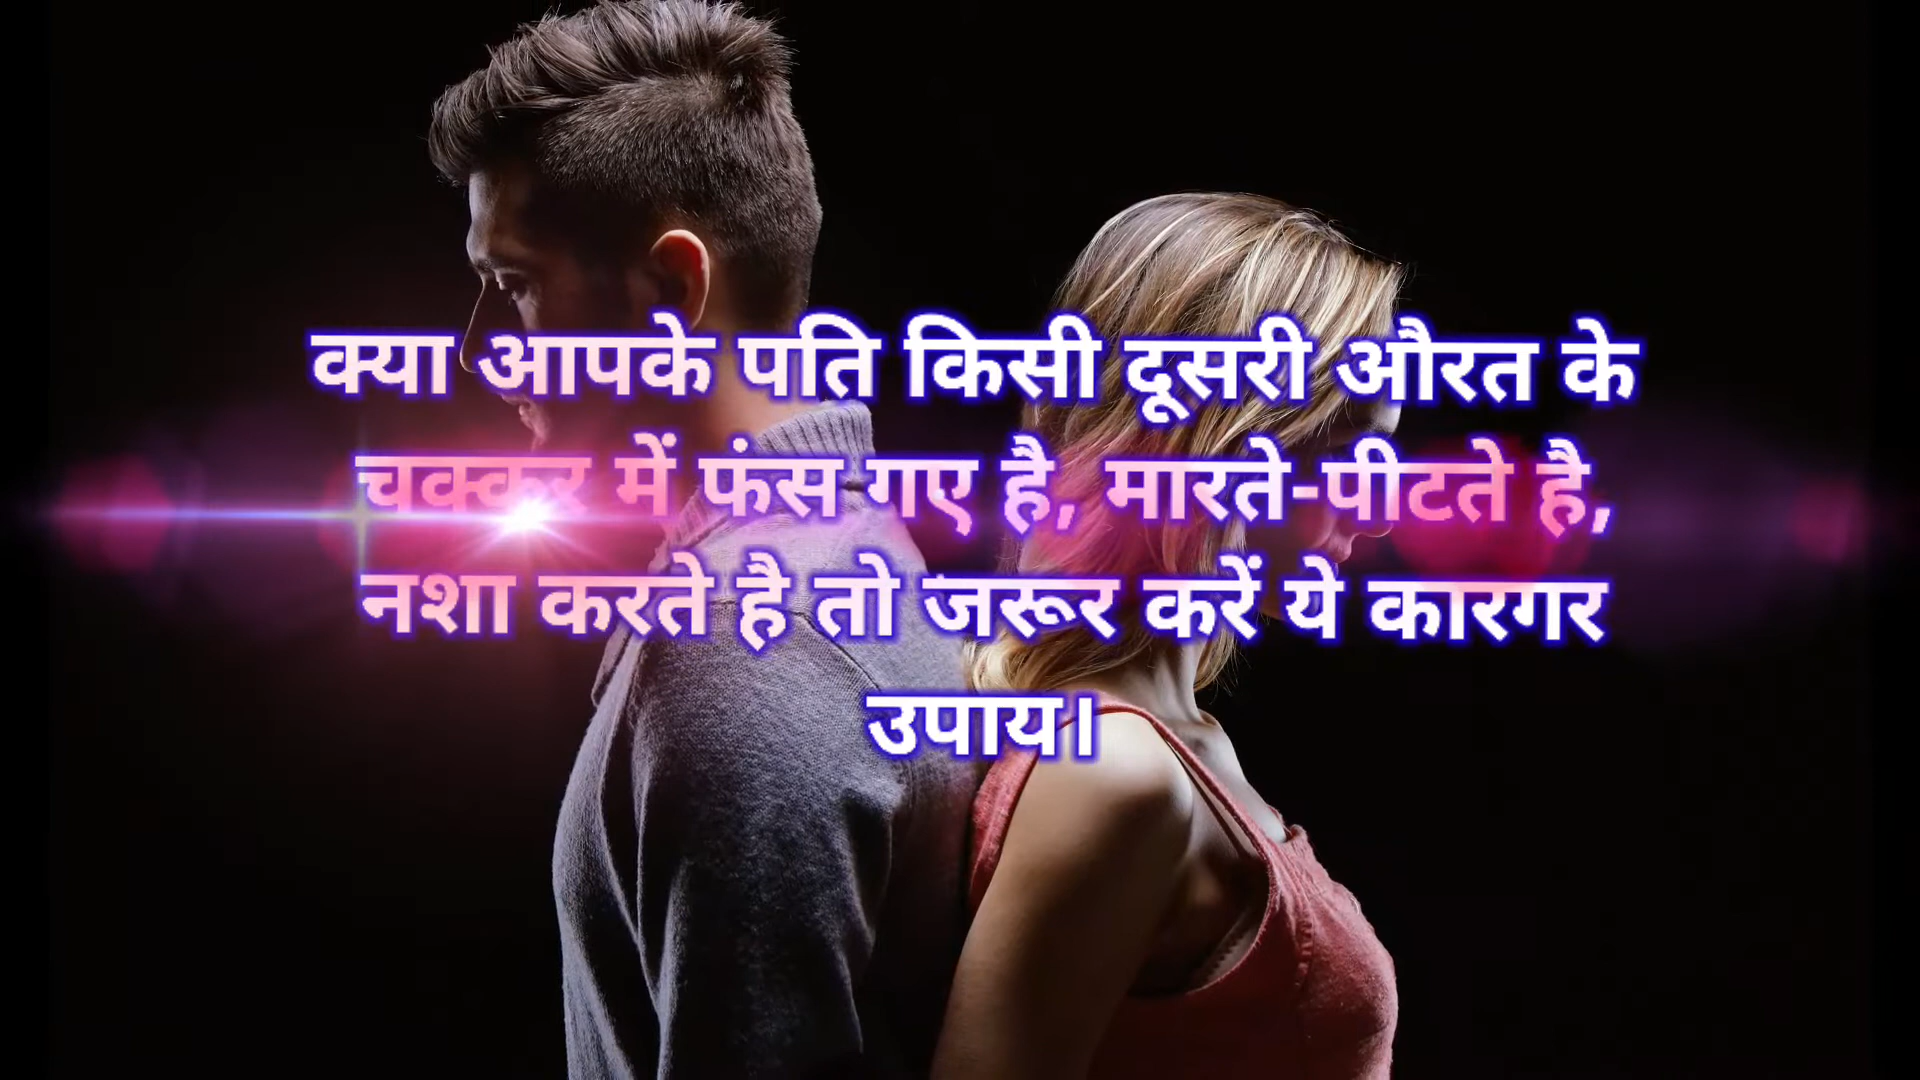 क्या आपके पति किसी दूसरी औरत के
चक्कर में फंस गए है, मारते-पीटते है,
नशा करते है तो जरूर करें ये कारगर
उपाय।